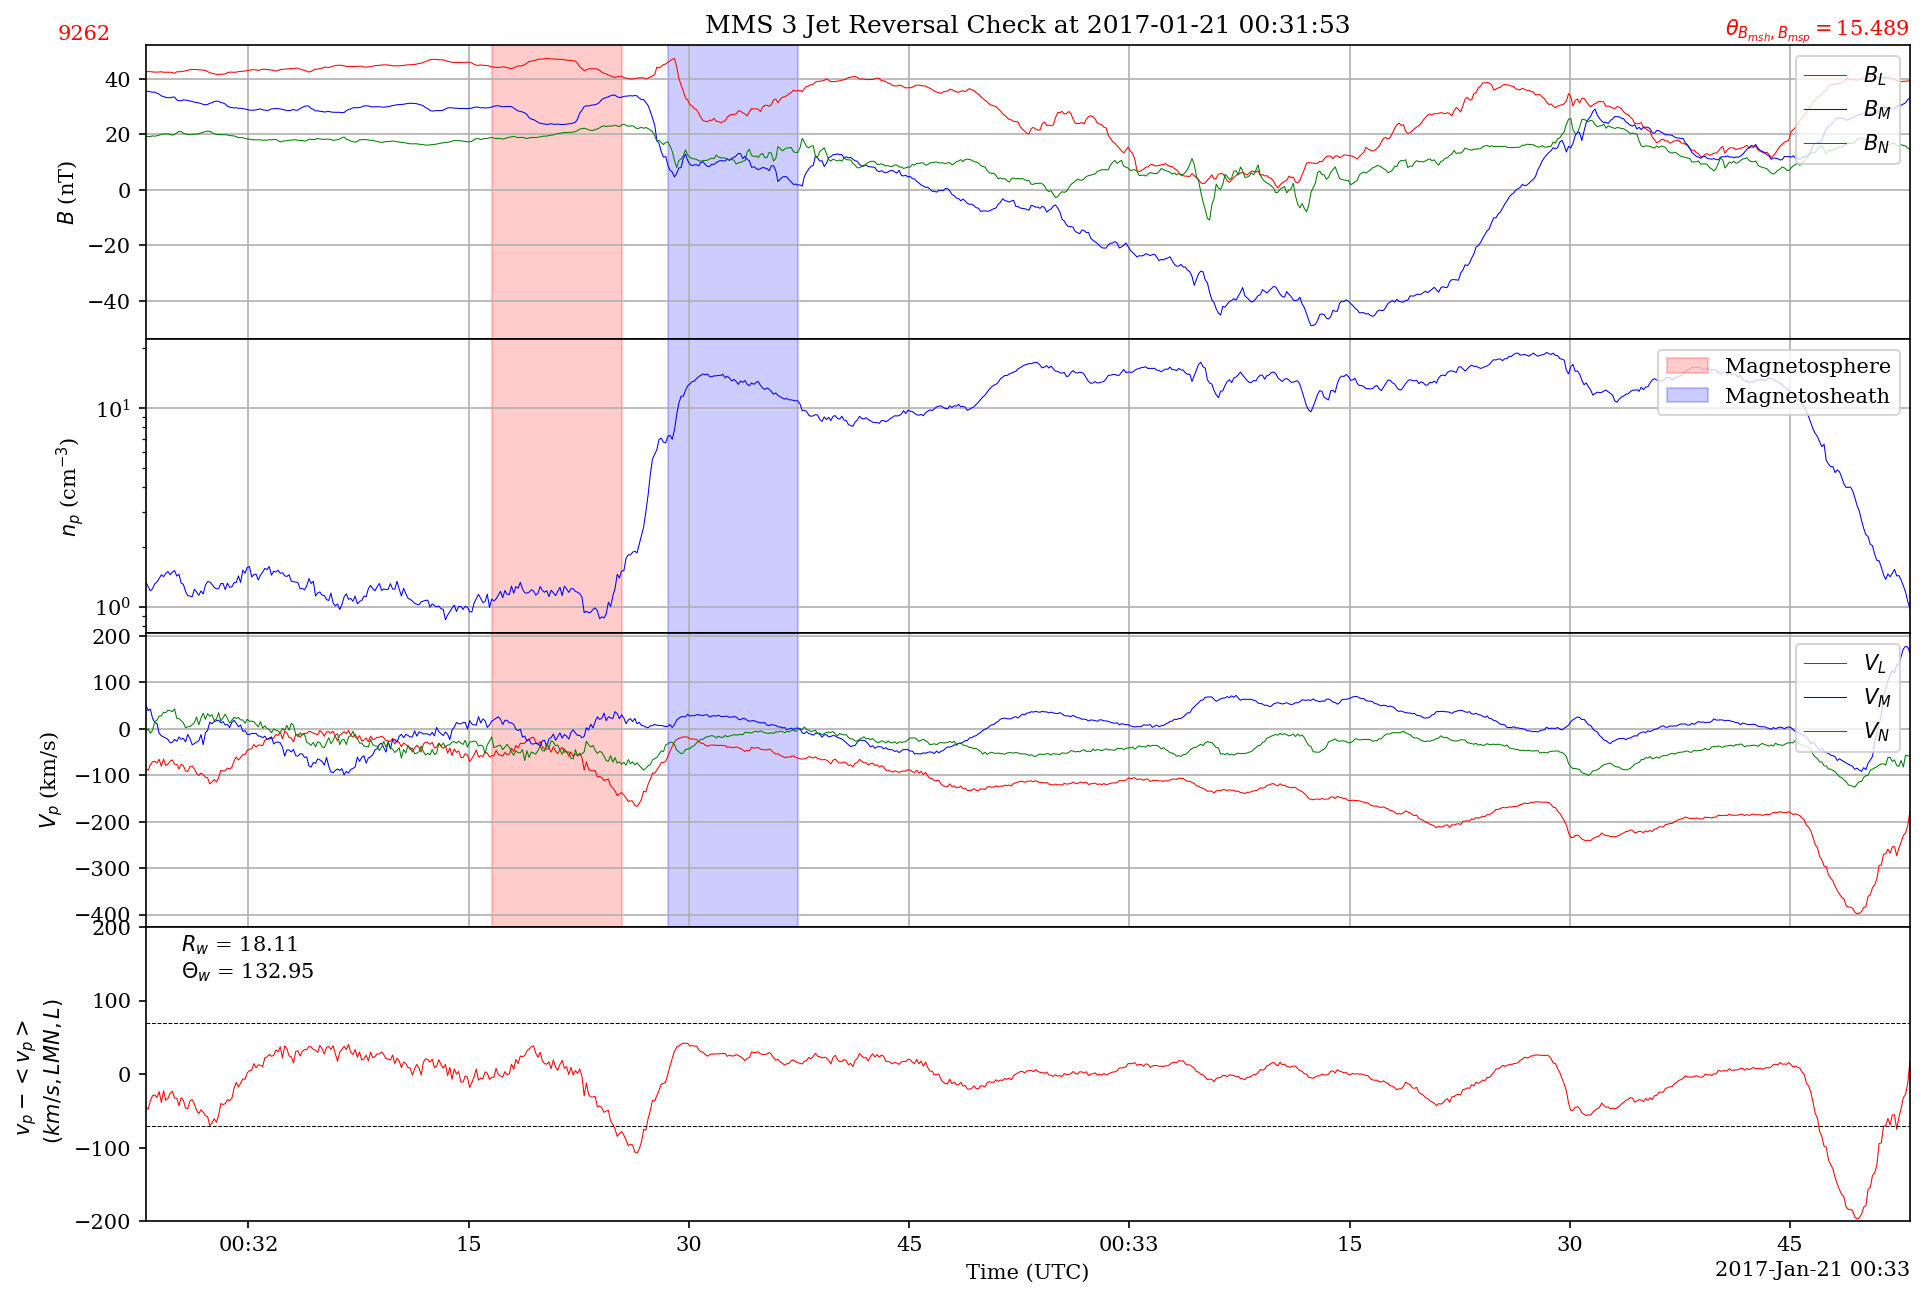 MMS 3 Jet Reversal Check at 2017-01-21 00:31:53
9262
θ_{B_{msh}, B_{msp}} = 15.489
B (nT)
40
20
0
−20
−40
B_L
B_M
B_N
n_p (cm^{−3})
10^1
10^0
Magnetosphere
Magnetosheath
V_p (km/s)
200
100
0
−100
−200
−300
−400
V_L
V_M
V_N
v_p − < v_p >
(km/s, LMN, L)
200
100
0
−100
−200
R_w = 18.11
Θ_w = 132.95
00:32 15 30 45 00:33 15 30 45
Time (UTC)
2017-Jan-21 00:33